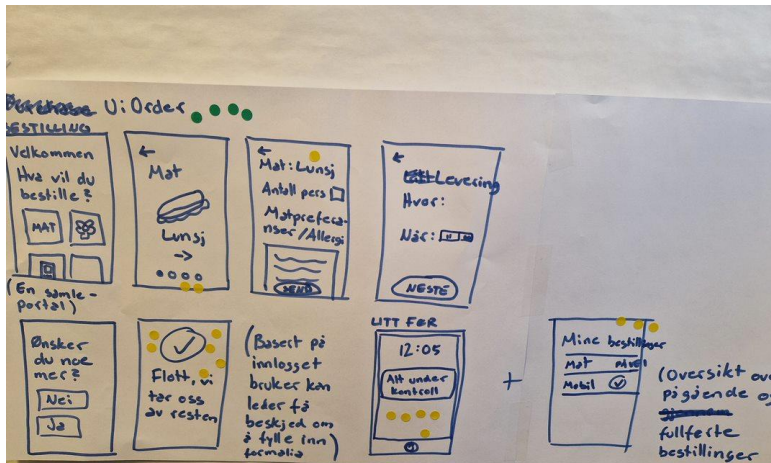 UiOrder
BESTILLING
Velkommen
Hva vil du
bestille?
MAT
(En samle-
portal)
←
Mat
Lunsj
→
←
Mat: Lunsj
Antall pers
Matprefera-
nser/Allergi
SEND
←
Levering
Hvor:
Når:
NESTE
Ønsker
du noe
mer?
Nei
Ja
Flott, vi
tar oss
av resten
(Basert på
innlogget
bruker kan
leder få
beskjed om
å fylle inn
formalia)
LITT FØR
12:05
Alt under
kontroll
+
Mine bestillinger
Mat
Mobil
(Oversikt over
pågående og
fullførte
bestillinger